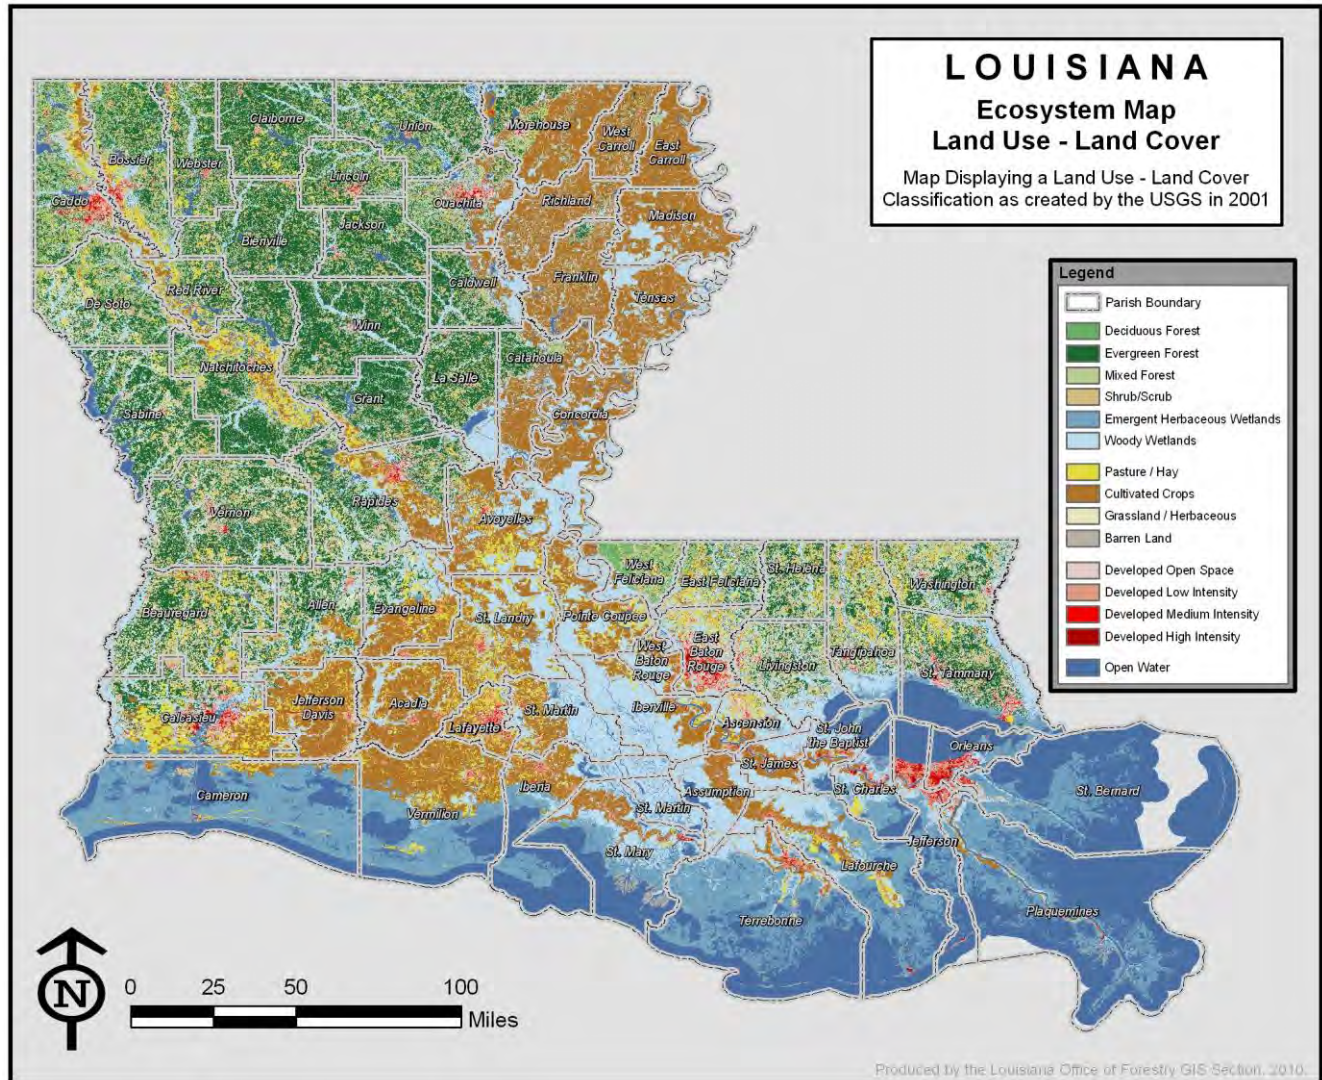 LOUISIANA
Ecosystem Map
Land Use - Land Cover
Map Displaying a Land Use - Land Cover
Classification as created by the USGS in 2001
Legend
Parish Boundary
Deciduous Forest
Evergreen Forest
Mixed Forest
Shrub/Scrub
Emergent Herbaceous Wetlands
Woody Wetlands
Pasture / Hay
Cultivated Crops
Grassland / Herbaceous
Barren Land
Developed Open Space
Developed Low Intensity
Developed Medium Intensity
Developed High Intensity
Open Water
Caddo
Bossier
Webster
Claiborne
Union
Morehouse
West
Carroll
East
Carroll
Lincoln
Ouachita
Richland
Madison
Bienville
Jackson
De Soto
Red River
Caldwell
Franklin
Tensas
Winn
Natchitoches
Catahoula
La Salle
Sabine
Grant
Concordia
Vernon
Rapides
Avoyelles
Beauregard
Allen
Evangeline
St. Landry
Pointe Coupee
West
Feliciana
East Feliciana
St. Helena
Washington
West
Baton
Rouge
East
Baton
Rouge
Livingston
Tangipahoa
St. Tammany
Calcasieu
Jefferson
Davis
Acadia
Lafayette
St. Martin
Iberville
Ascension
St. John
the Baptist
Orleans
St. James
Cameron
Vermillon
Iberia
St. Martin
Assumption
St. Charles
St. Bernard
St. Mary
Jefferson
Lafourche
Terrebonne
Plaquemines
N
0 25 50 100
Miles
Produced by the Louisiana Office of Forestry GIS Section, 2010.